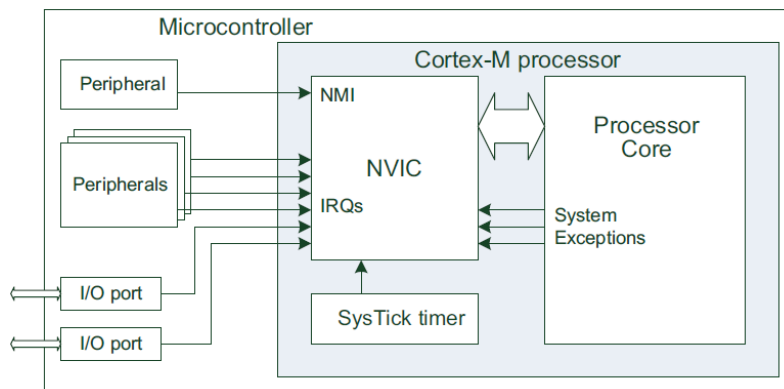 Microcontroller
Cortex-M processor
Peripheral
NMI
Processor
Core
Peripherals
NVIC
IRQs
System
Exceptions
I/O port
SysTick timer
I/O port